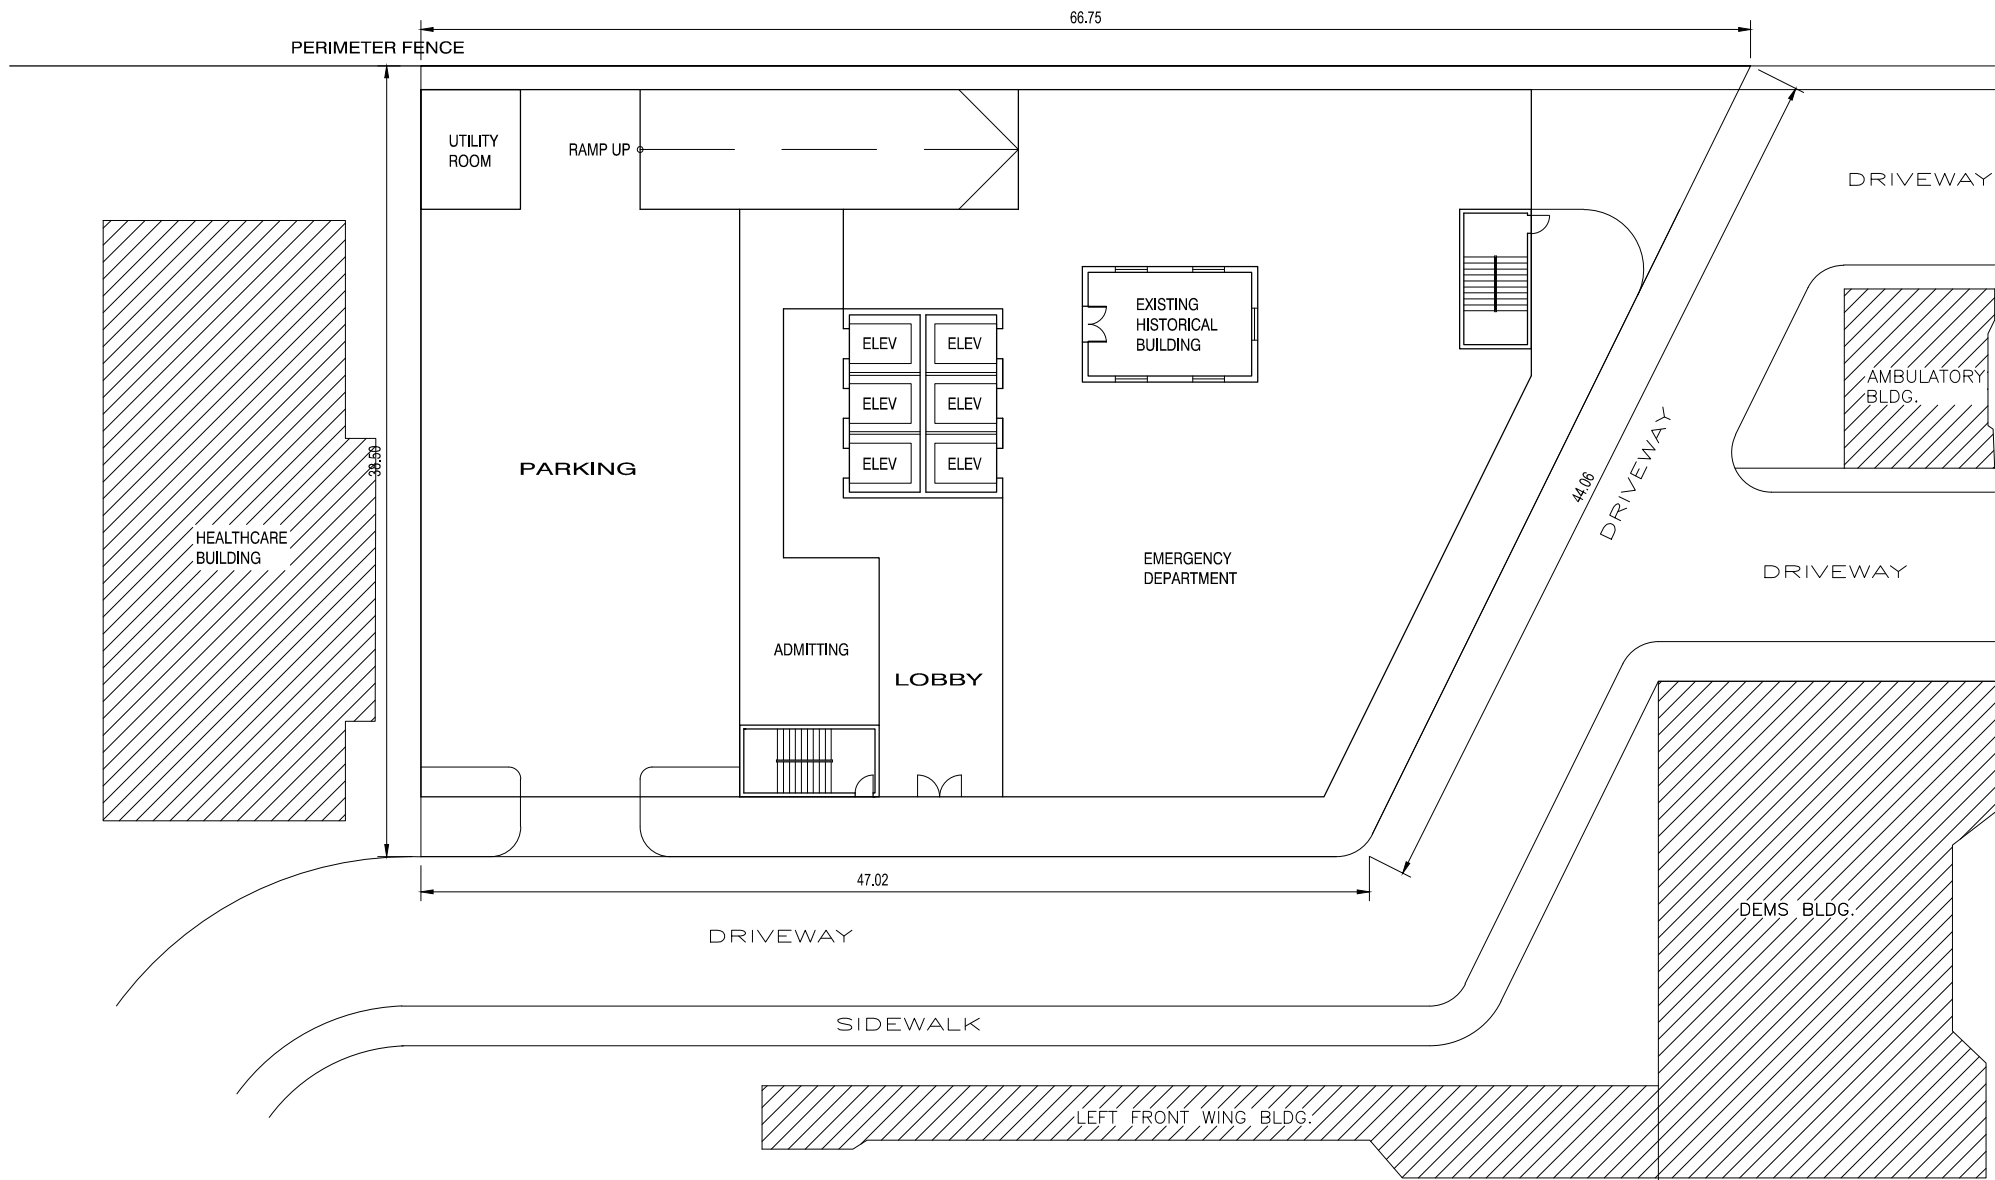 66.75
PERIMETER FENCE
UTILITY
ROOM
RAMP UP
DRIVEWAY
EXISTING
HISTORICAL
BUILDING
ELEV
ELEV
ELEV
ELEV
ELEV
ELEV
AMBULATORY
BLDG.
PARKING
44.06
DRIVEWAY
HEALTHCARE
BUILDING
EMERGENCY
DEPARTMENT
DRIVEWAY
ADMITTING
LOBBY
47.02
DRIVEWAY
DEMS BLDG.
SIDEWALK
LEFT FRONT WING BLDG.